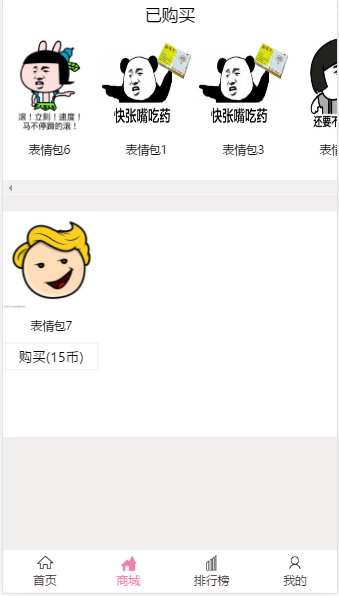 已购买
滚！立刻！速度！
马不停蹄的滚！
快张嘴吃药
快张嘴吃药
还要不
表情包6
表情包1
表情包3
表情
表情包7
购买(15币)
首页
商城
排行榜
我的